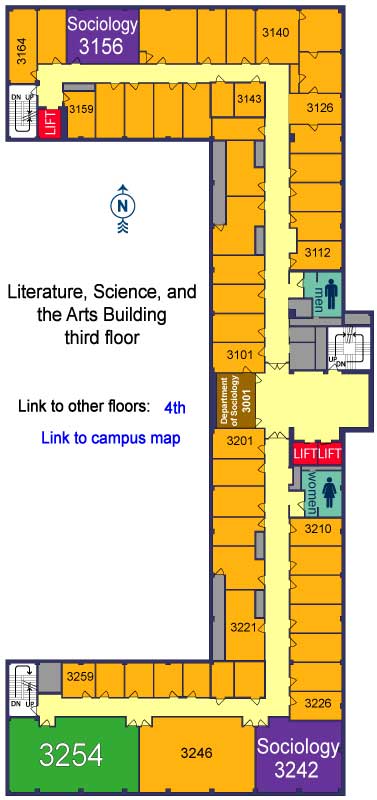 Sociology
3156
3164
3140
DN UP
LIFT
3159
3143
3126
N
3112
Literature, Science, and
the Arts Building
third floor
men
UP
DN
3101
Department
of Sociology
3001
Link to other floors: 4th
Link to campus map
3201
LIFT LIFT
women
3210
3221
3259
3226
DN UP
3254
3246
Sociology
3242